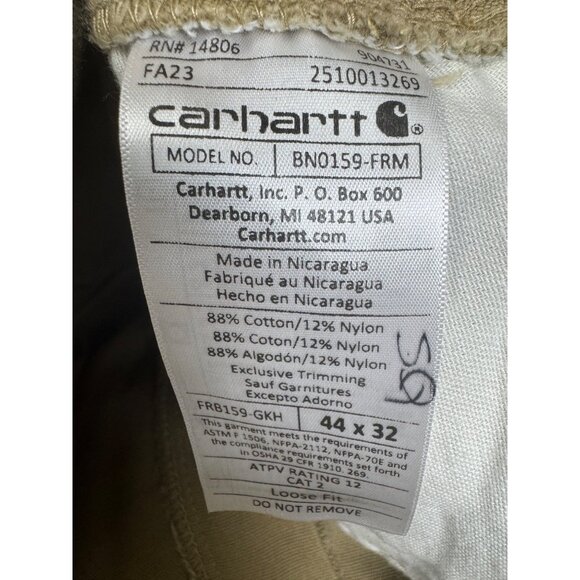 RN# 14806 904731
FA23 2510013269
carhartt ®
MODEL NO. BN0159-FRM
Carhartt, Inc. P. O. Box 600
Dearborn, MI 48121 USA
Carhartt.com
Made in Nicaragua
Fabriqué au Nicaragua
Hecho en Nicaragua
88% Cotton/12% Nylon
88% Coton/12% Nylon
88% Algodón/12% Nylon
Exclusive Trimming
Sauf Garnitures
Excepto Adorno
FRB159-GKH 44 x 32
This garment meets the requirements of
ASTM F 1506, NFPA-2112, NFPA-70E and
the compliance requirements set forth
in OSHA 29 CFR 1910. 269.
ATPV RATING 12
CAT 2
Loose Fit
DO NOT REMOVE